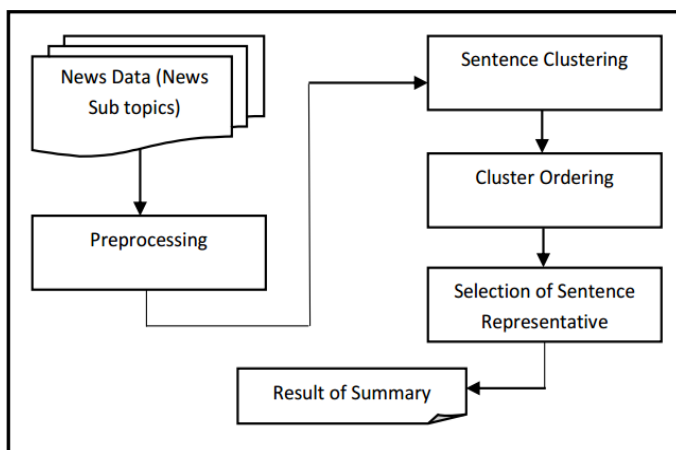 News Data (News
Sub topics)
Preprocessing
Sentence Clustering
Cluster Ordering
Selection of Sentence
Representative
Result of Summary